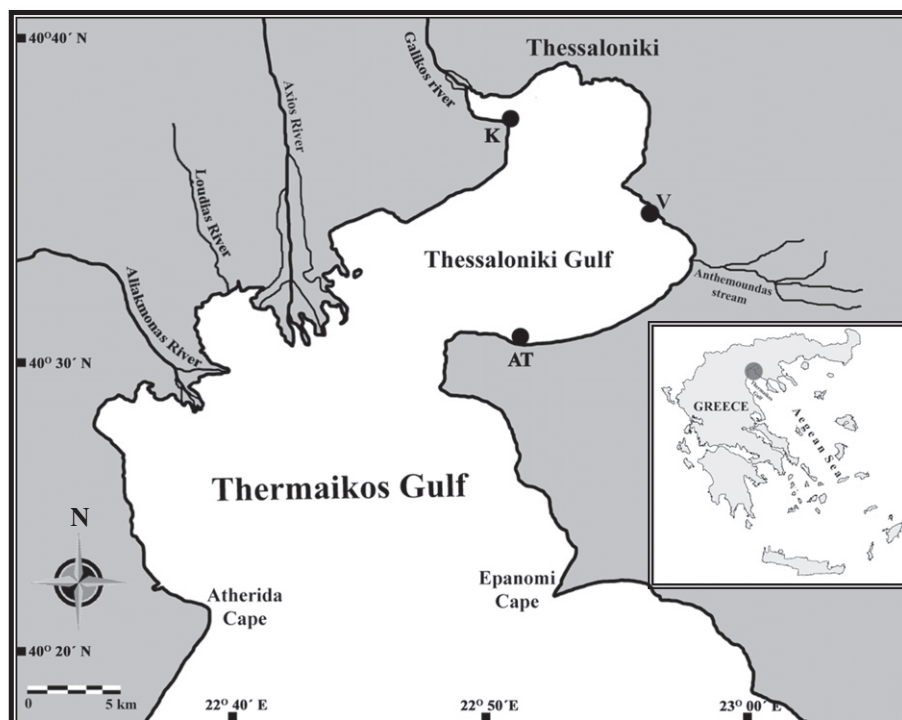 40° 40´ N
Thessaloniki
Galikos river
Axios River
K
Loudias River
V
Thessaloniki Gulf
Anthemoundas
stream
Aliakmonas River
40° 30´ N
AT
GREECE
Aegean Sea
Thermaikos Gulf
N
Epanomi
Cape
Atherida
Cape
40° 20´ N
0 5 km
22° 40´ E
22° 50´ E
23° 00´ E